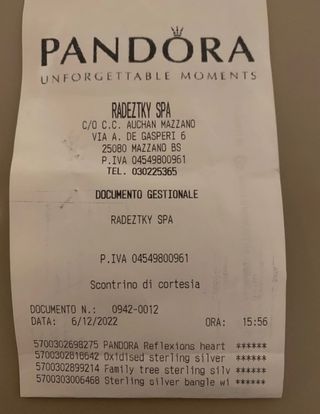 PANDORA
UNFORGETTABLE MOMENTS
RADEZTKY SPA
C/O C.C. AUCHAN MAZZANO
VIA A. DE GASPERI 6
25080 MAZZANO BS
P.IVA 04549800961
TEL. 030225365
DOCUMENTO GESTIONALE
RADEZTKY SPA
P.IVA 04549800961
Scontrino di cortesia
DOCUMENTO N.: 0942-0012
DATA: 6/12/2022 ORA: 15:56
5700302698275 PANDORA Reflexions heart ******
5700302816642 Oxidised sterling silver ******
5700302899214 Family tree sterling silv ******
5700303006468 Sterling silver bangle wi ******